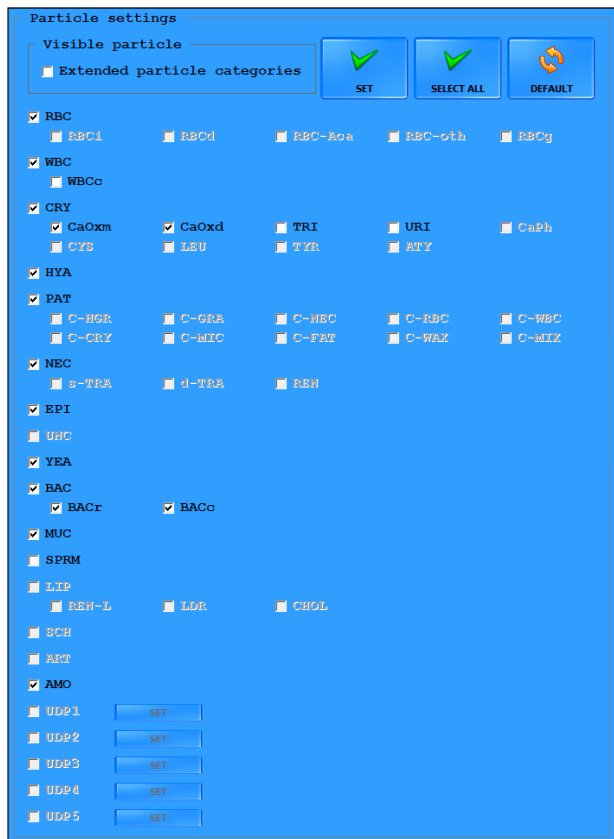 Particle settings
Visible particle
Extended particle categories
SET SELECT ALL DEFAULT
RBC
RBCi RBCd RBC-Aca RBC-oth RBCg
WBC
WBCc
CRY
CaOxm CaOxd TRI URI CaPh
CYS LEU TYR ATY
HYA
PAT
C-HGR C-GRA C-NEC C-RBC C-WBC
C-CRY C-MIC C-FAT C-WAX C-MIX
NEC
s-TRA d-TRA REN
EPI
UNC
YEA
BAC
BACr BACc
MUC
SPRM
LIP
REN-L LDR CHOL
SCH
ART
AMO
UDP1 SET
UDP2 SET
UDP3 SET
UDP4 SET
UDP5 SET